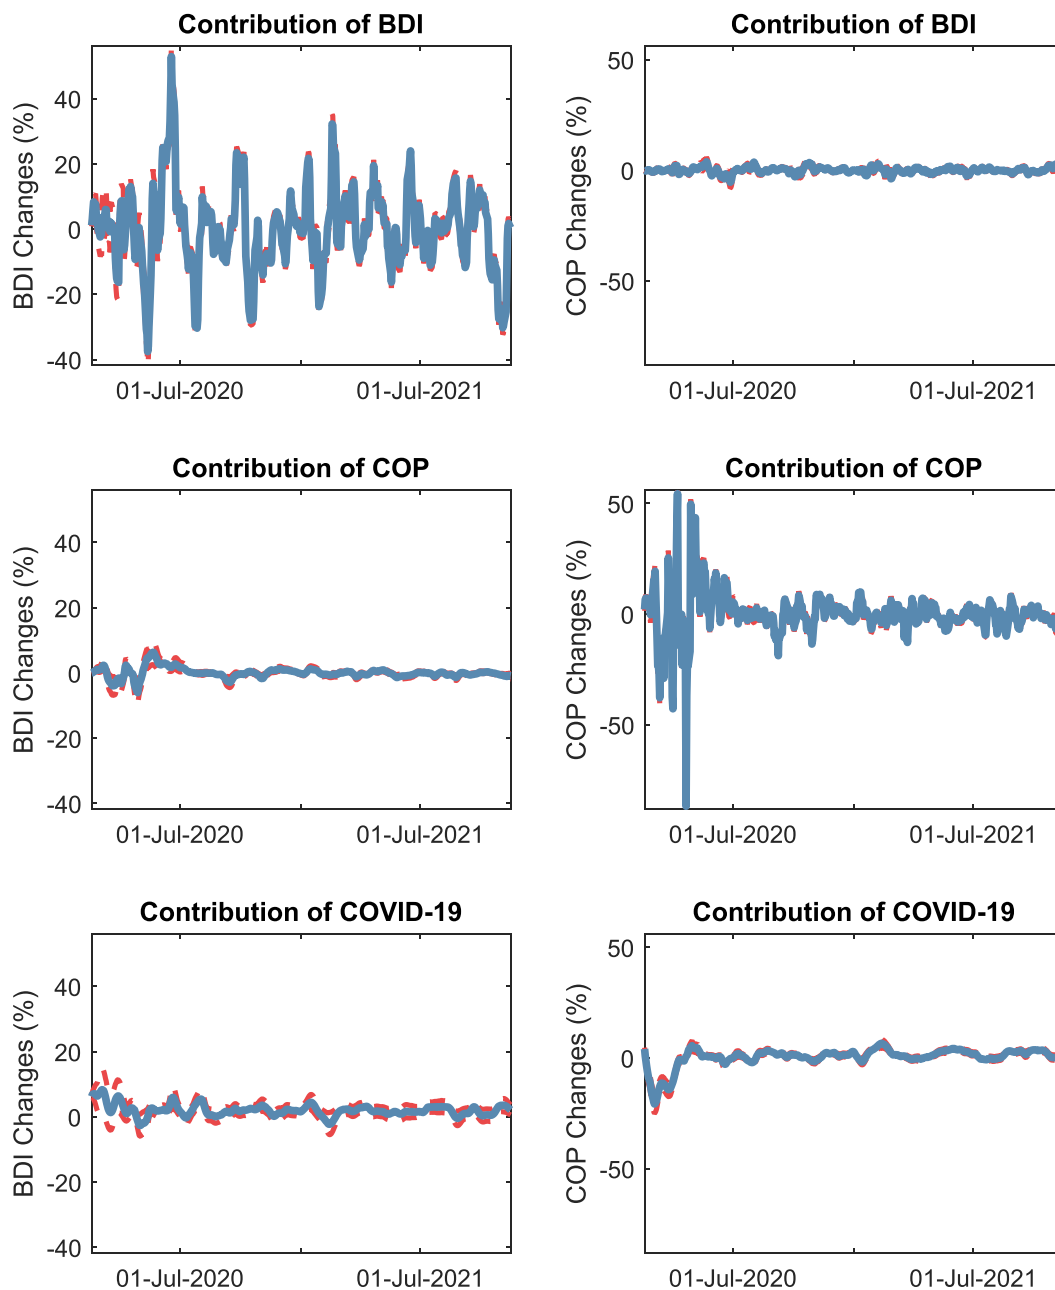 Contribution of BDI
BDI Changes (%)
40
20
0
-20
-40
01-Jul-2020
01-Jul-2021
Contribution of BDI
COP Changes (%)
50
0
-50
01-Jul-2020
01-Jul-2021
Contribution of COP
BDI Changes (%)
40
20
0
-20
-40
01-Jul-2020
01-Jul-2021
Contribution of COP
COP Changes (%)
50
0
-50
01-Jul-2020
01-Jul-2021
Contribution of COVID-19
BDI Changes (%)
40
20
0
-20
-40
01-Jul-2020
01-Jul-2021
Contribution of COVID-19
COP Changes (%)
50
0
-50
01-Jul-2020
01-Jul-2021